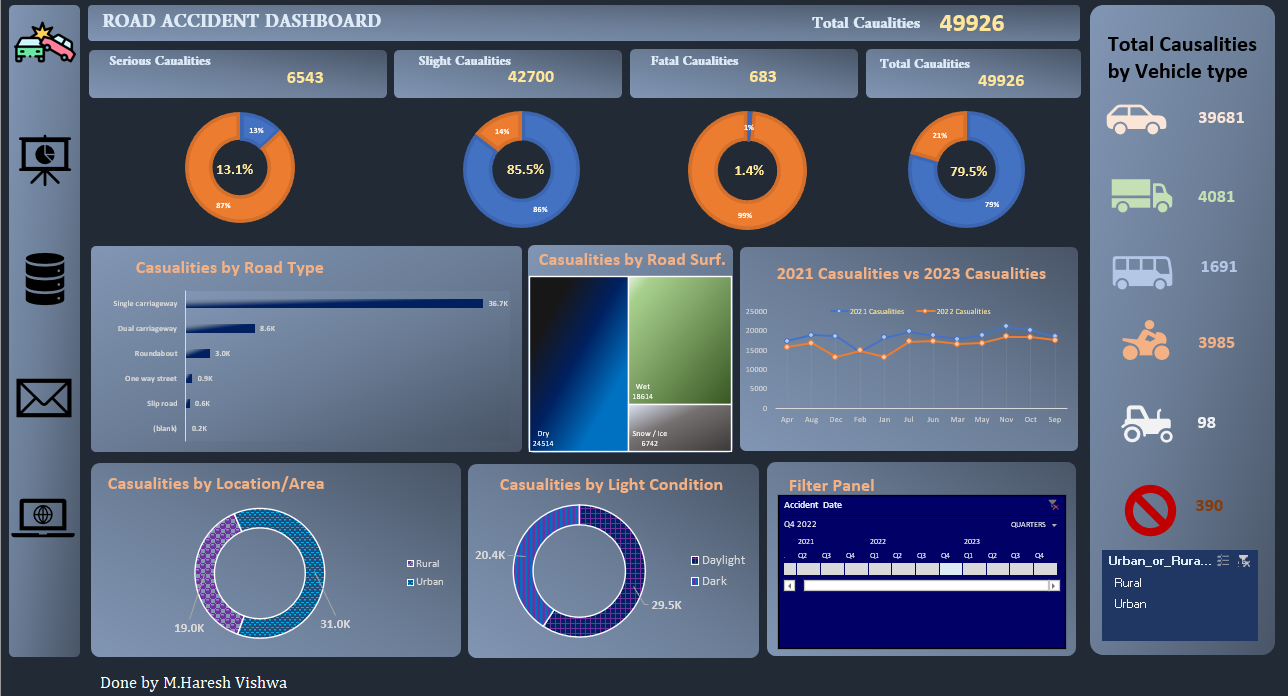 ROAD ACCIDENT DASHBOARD
Total Caualities 49926
Serious Caualities
6543
Slight Caualities
42700
Fatal Caualities
683
Total Caualities
49926
13%
13.1%
87%
14%
85.5%
86%
1%
1.4%
99%
21%
79.5%
79%
Total Causalities
by Vehicle type
39681
4081
1691
3985
98
390
Casualities by Road Type
Single carriageway 36.7K
Dual carriageway 8.6K
Roundabout 3.0K
One way street 0.9K
Slip road 0.6K
(blank) 0.2K
Casualities by Road Surf.
Dry
24514
Wet
18614
Snow / Ice
6742
2021 Casualities vs 2023 Casualities
2021 Casualities 2022 Casualities
25000
20000
15000
10000
5000
0
Apr Aug Dec Feb Jan Jul Jun Mar May Nov Oct Sep
Casualities by Location/Area
Rural
Urban
19.0K
31.0K
Casualities by Light Condition
20.4K
29.5K
Daylight
Dark
Filter Panel
Accident Date
Q4 2022 QUARTERS
2021 2022 2023
Q2 Q3 Q4 Q1 Q2 Q3 Q4 Q1 Q2 Q3 Q4
Urban_or_Rura...
Rural
Urban
Done by M.Haresh Vishwa